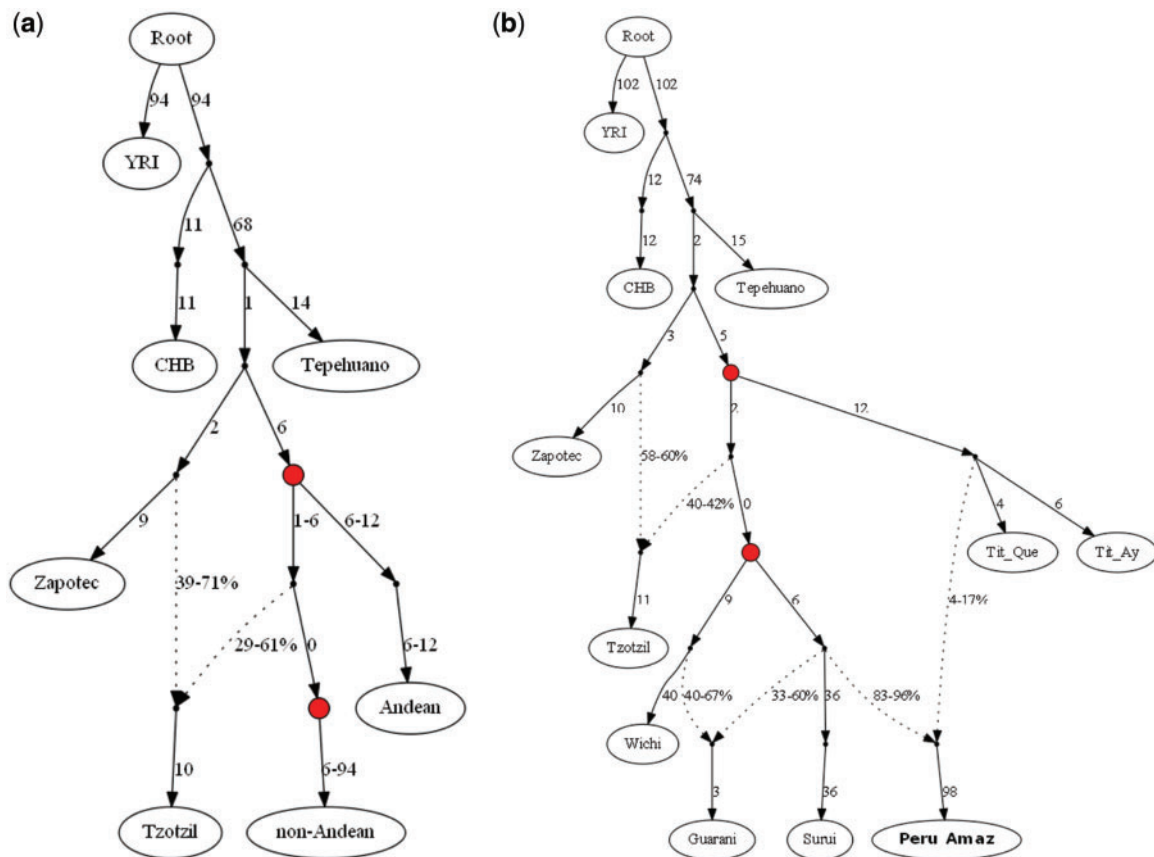 (a)
Root
94 94
YRI
11 68
11 1 14
CHB Tepehuano
2 6
9 1-6 6-12
Zapotec 39-71% 29-61% 0 6-12
Andean
10 6-94
Tzotzil non-Andean
(b)
Root
102 102
YRI
12 74
12 2 15
CHB Tepehuano
3 5
10 2 12
Zapotec 58-60% 40-42% 0 4 6
Tit_Que Tit_Ay
11 9 6 4-17%
Tzotzil
40 40-67% 33-60% 36 83-96%
Wichi
3 36 98
Guarani Surui Peru Amaz